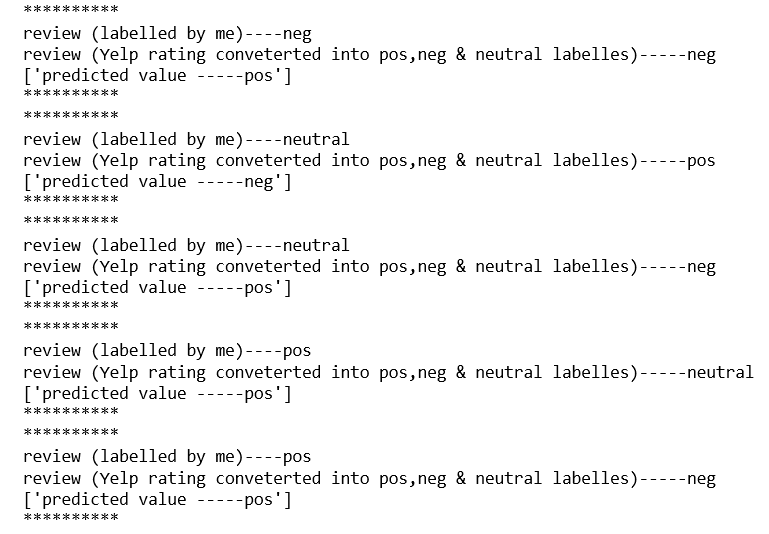 **********
review (labelled by me)----neg
review (Yelp rating conveterted into pos,neg & neutral labelles)-----neg
['predicted value -----pos']
**********
**********
review (labelled by me)----neutral
review (Yelp rating conveterted into pos,neg & neutral labelles)-----pos
['predicted value -----neg']
**********
**********
review (labelled by me)----neutral
review (Yelp rating conveterted into pos,neg & neutral labelles)-----neg
['predicted value -----pos']
**********
**********
review (labelled by me)----pos
review (Yelp rating conveterted into pos,neg & neutral labelles)-----neutral
['predicted value -----pos']
**********
**********
review (labelled by me)----pos
review (Yelp rating conveterted into pos,neg & neutral labelles)-----neg
['predicted value -----pos']
**********